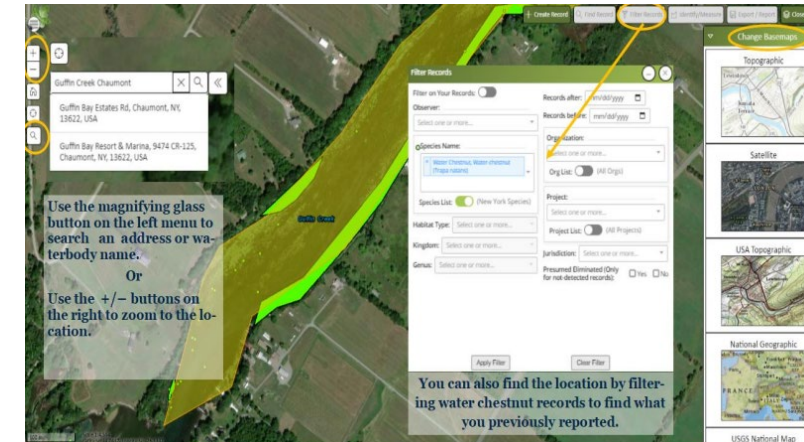 Create Record
Find Record
Filter Records
Identify/Measure
Export / Report
Change Basemaps
Guffin Creek Chaumont
Guffin Bay Estates Rd, Chaumont, NY,
13622, USA
Guffin Bay Resort & Marina, 9474 CR-125,
Chaumont, NY, 13622, USA
Use the magnifying glass
button on the left menu to
search an address or wa-
terbody name.
Or
Use the +/− buttons on
the right to zoom to the lo-
cation.
Guffin Creek
Filter Records
Filter on Your Records:
Observer:
Select one or more...
Species Name:
Water Chestnut, Water chestnut
(Trapa natans)
Species List: (New York Species)
Habitat Type: Select one or more...
Kingdom: Select one or more...
Genus: Select one or more...
Records after: mm/dd/yyyy
Records before: mm/dd/yyyy
Organization:
Select one or more...
Org List: (All Orgs)
Project:
Select one or more...
Project List: (All Projects)
Jurisdiction: Select one or more...
Presumed Eliminated (Only
for not-detected records): Yes No
Apply Filter
Clear Filter
You can also find the location by filter-
ing water chestnut records to find what
you previously reported.
Topographic
Satellite
USA Topographic
National Geographic
FRANCE
USGS National Map